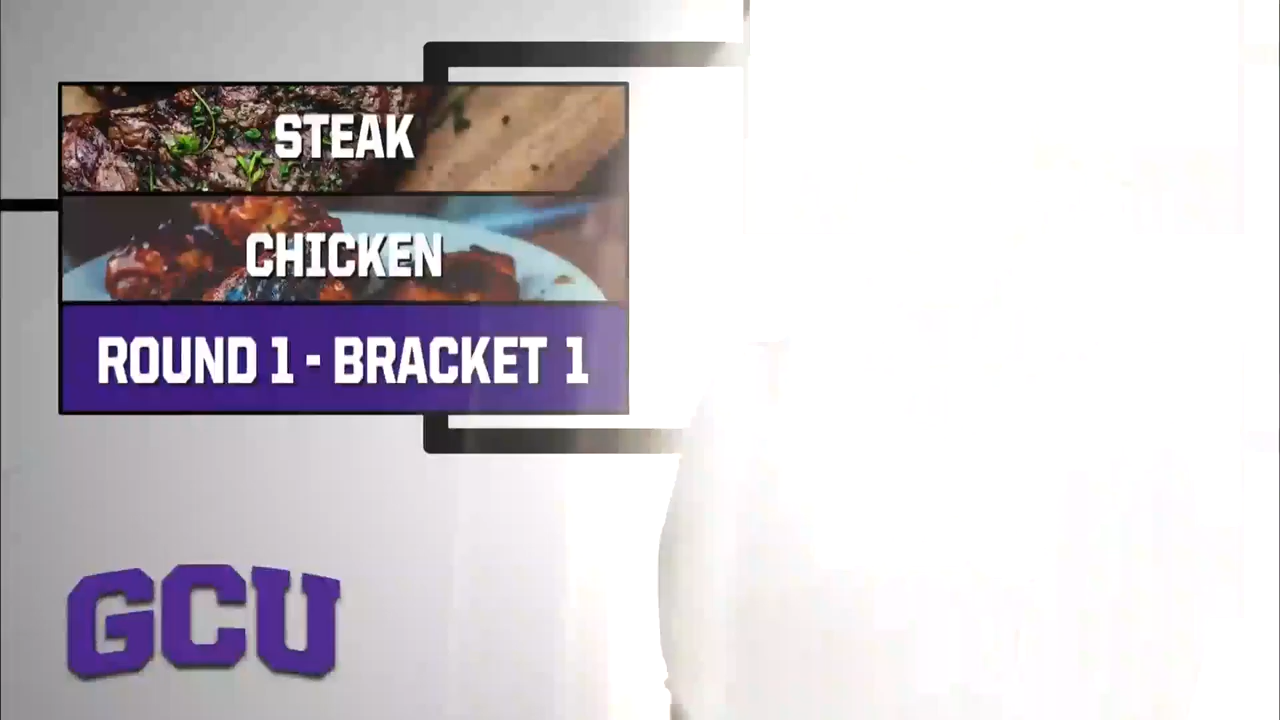 STEAK
CHICKEN
ROUND 1 - BRACKET 1
GCU